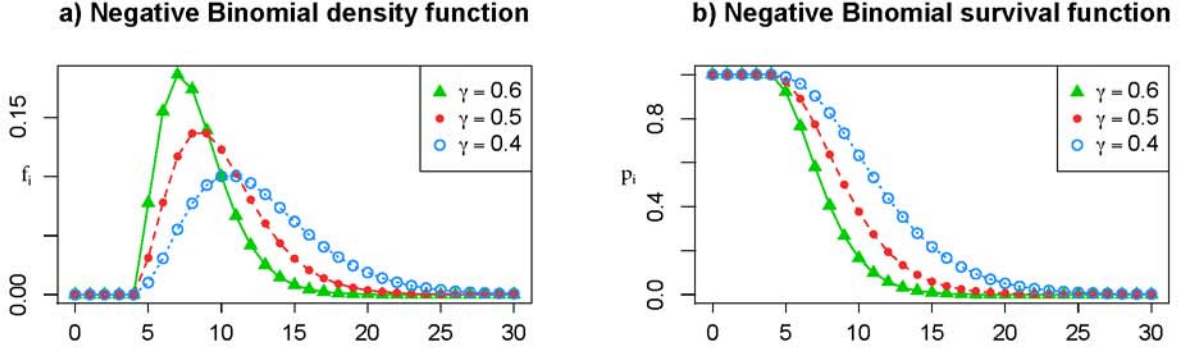 a) Negative Binomial density function
γ = 0.6
γ = 0.5
γ = 0.4
0.15
0.00
0 5 10 15 20 25 30
b) Negative Binomial survival function
γ = 0.6
γ = 0.5
γ = 0.4
0.8
pᵢ
0.4
0.0
0 5 10 15 20 25 30